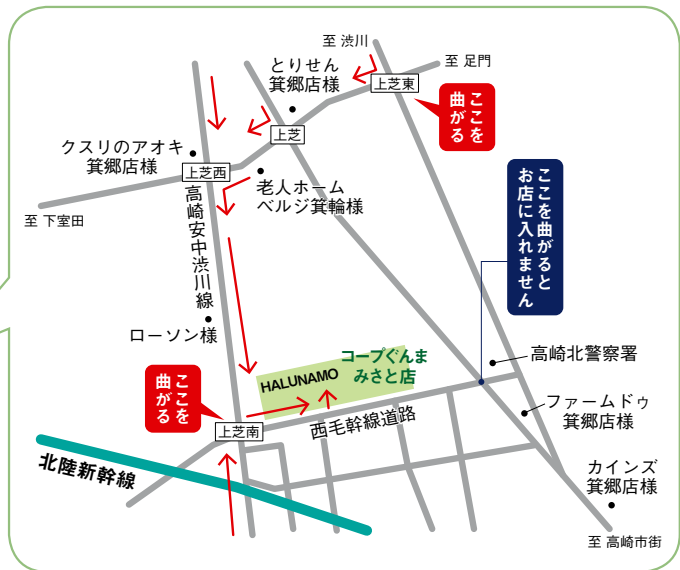 至 渋川
至 足門
とりせん
箕郷店様
上芝東
ここを
曲がる
上芝
クスリのアオキ
箕郷店様
上芝西
老人ホーム
ベルジ箕輪様
至 下室田
高崎安中渋川線
ここを曲がると
お店に入れません
ローソン様
コープぐんま
みさと店
HALUNAMO
高崎北警察署
ここを
曲がる
上芝南
西毛幹線道路
ファームドゥ
箕郷店様
北陸新幹線
カインズ
箕郷店様
至 高崎市街